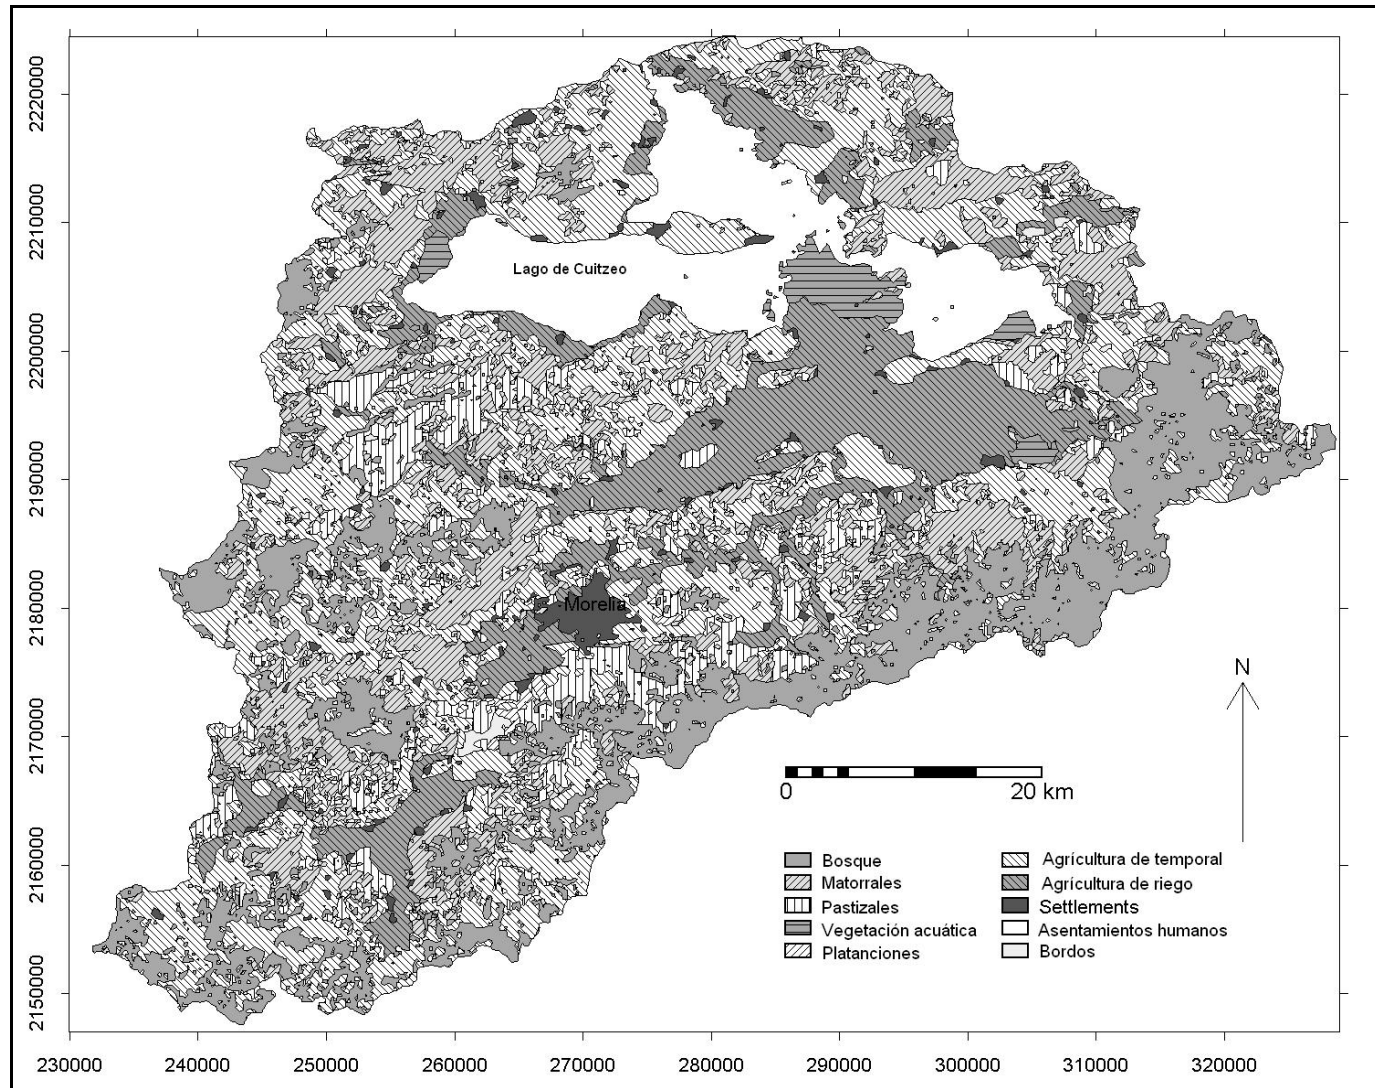 2220000
2210000
2200000
2190000
2180000
2170000
2160000
2150000
Lago de Cuitzeo
Morelia
N
0 20 km
Bosque
Matorrales
Pastizales
Vegetación acuática
Platanciones
Agrícultura de temporal
Agrícultura de riego
Settlements
Asentamientos humanos
Bordos
230000 240000 250000 260000 270000 280000 290000 300000 310000 320000